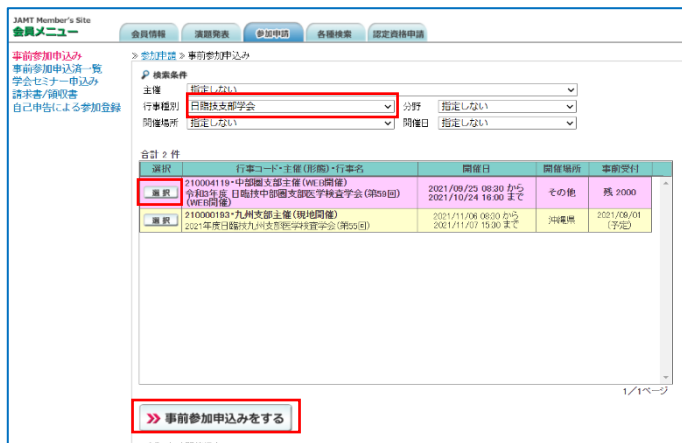 JAMT Member's Site
会員メニュー
会員情報
演題発表
参加申請
各種検索
認定資格申請
事前参加申込み
事前参加申込済一覧
学会セミナー申込み
請求書/領収書
自己申告による参加登録
≫ 参加申請 ≫ 事前参加申込み
検索条件
主催 指定しない
行事種別 日臨技支部学会 分野 指定しない
開催場所 指定しない 開催日 指定しない
合計 2 件
選択 行事コード・主催(形態)・行事名 開催日 開催場所 事前受付
選択
210004119・中部圏支部主催(WEB開催)
令和3年度 日臨技中部圏支部医学検査学会(第59回)
(WEB開催)
2021/09/25 08:30 から
2021/10/24 16:00 まで
その他
残 2000
選択
210000193・九州支部主催(現地開催)
2021年度日臨技九州支部医学検査学会(第55回)
2021/11/06 08:30 から
2021/11/07 15:00 まで
沖縄県
2021/09/01
(予定)
1/1ページ
事前参加申込みをする